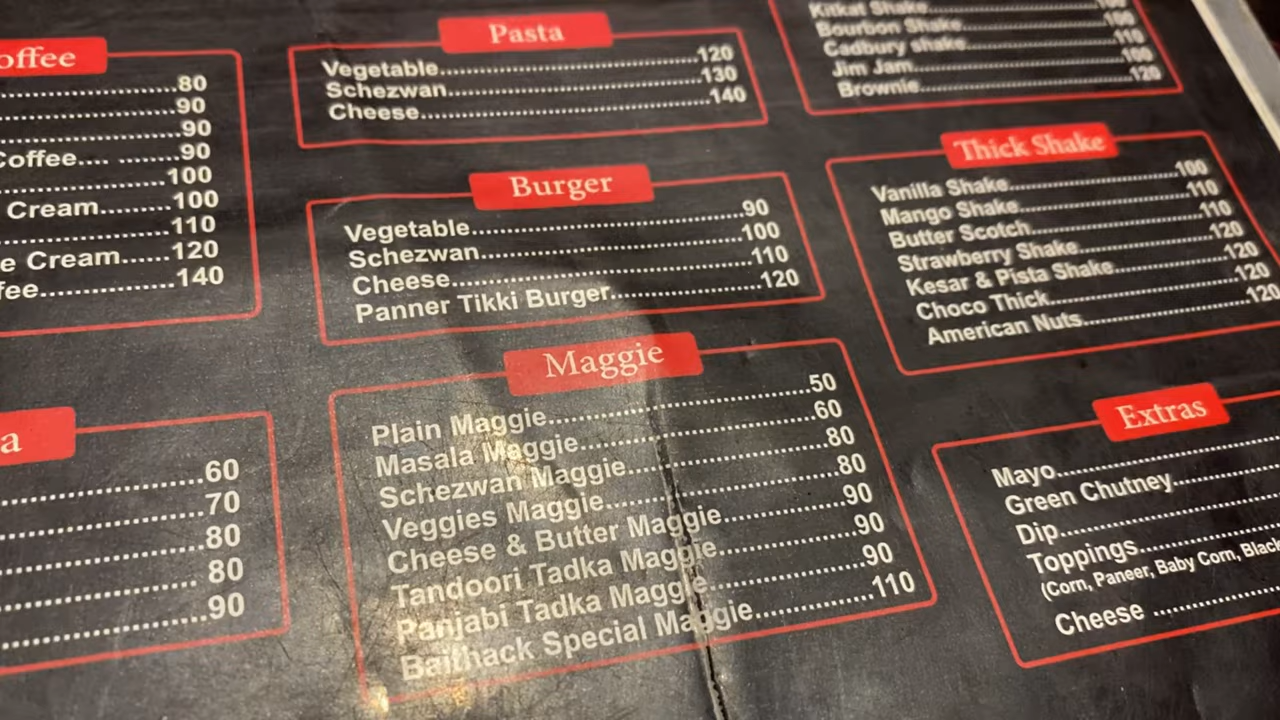 offee
80
90
90
Coffee.... ........90
100
Cream.........100
110
e Cream......120
fee..................140
a
60
70
80
80
90
Pasta
Vegetable......................................120
Schezwan.....................................130
Cheese..........................................140
Burger
Vegetable........................................90
Schezwan......................................100
Cheese...........................................110
Panner Tikki Burger......................120
Maggie
Plain Maggie.....................................50
Masala Maggie.................................60
Schezwan Maggie............................80
Veggies Maggie................................80
Cheese & Butter Maggie.................90
Tandoori Tadka Maggie...................90
Panjabi Tadka Maggie.....................90
Baithack Special Maggie...............110
Kitkat Shake..............................100
Bourbon Shake.........................100
Cadbury shake..........................110
Jim Jam.....................................100
Brownie.....................................120
Thick Shake
Vanilla Shake............................100
Mango Shake............................110
Butter Scotch............................110
Strawberry Shake.....................120
Kesar & Pista Shake.................120
Choco Thick..............................120
American Nuts..........................120
Extras
Mayo...............................
Green Chutney...............
Dip..................................
Toppings........................
(Corn, Paneer, Baby Corn, Black
Cheese .........................